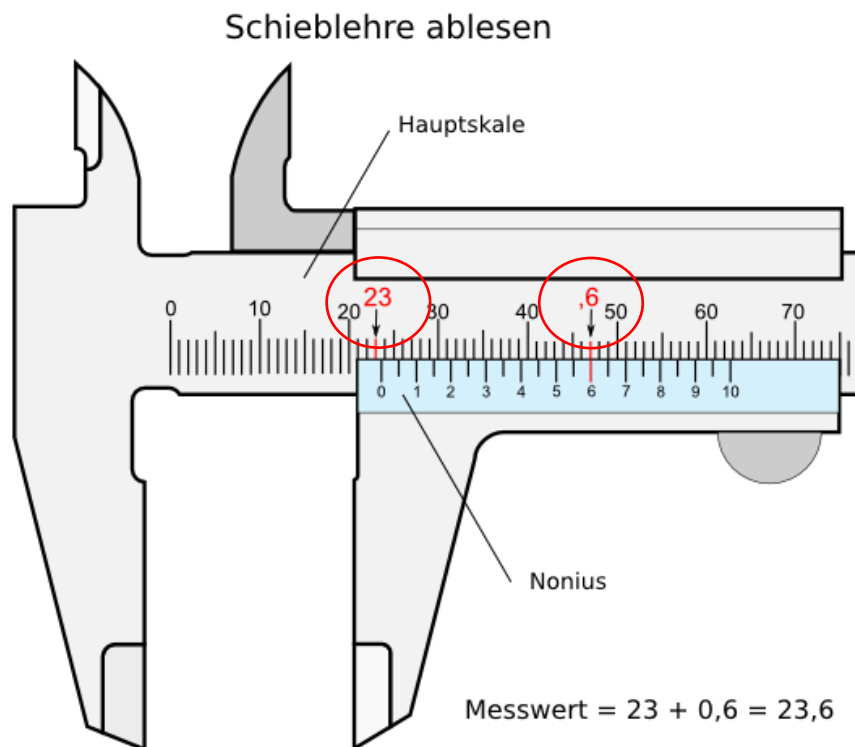 Schieblehre ablesen
Hauptskale
23 ,6
0 10 20 30 40 50 60 70
0 1 2 3 4 5 6 7 8 9 10
Nonius
Messwert = 23 + 0,6 = 23,6